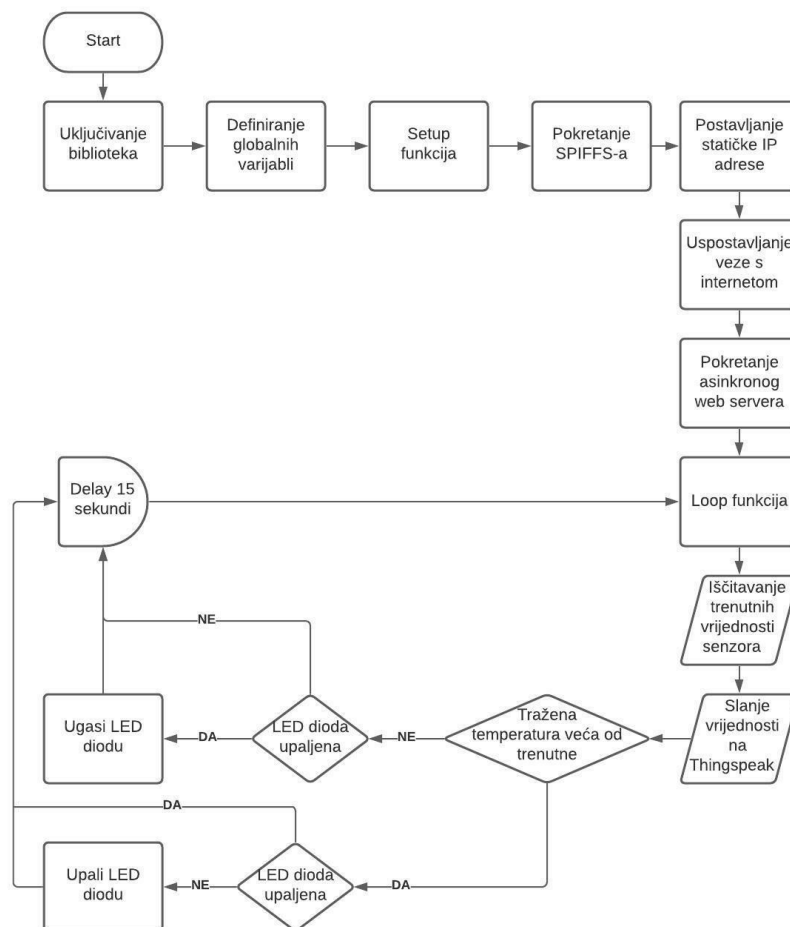 Start
Uključivanje
biblioteka
Definiranje
globalnih
varijabli
Setup
funkcija
Pokretanje
SPIFFS-a
Postavljanje
statičke IP
adrese
Uspostavljanje
veze s
internetom
Pokretanje
asinkronog
web servera
Delay 15
sekundi
Loop funkcija
Iščitavanje
trenutnih
vrijednosti
senzora
NE
Ugasi LED
diodu
DA
LED dioda
upaljena
NE
Tražena
temperatura veća od
trenutne
Slanje
vrijednosti
na
Thingspeak
DA
Upali LED
diodu
NE
LED dioda
upaljena
DA